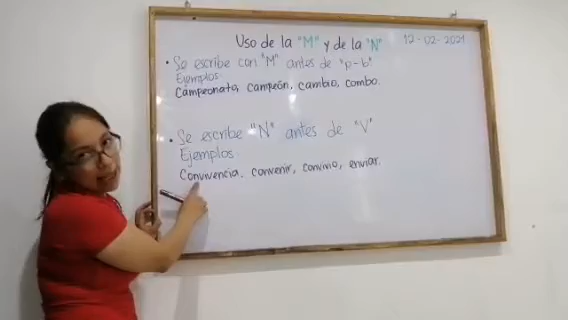 Uso de la "M" y de la "N" 12-02-2021
• Se escribe con "M" antes de "p-b"
Ejemplos
Campeonato, campeón, cambio, combo.
• Se escribe "N" antes de "V"
Ejemplos
Convivencia, convenir, convivio, enviar.